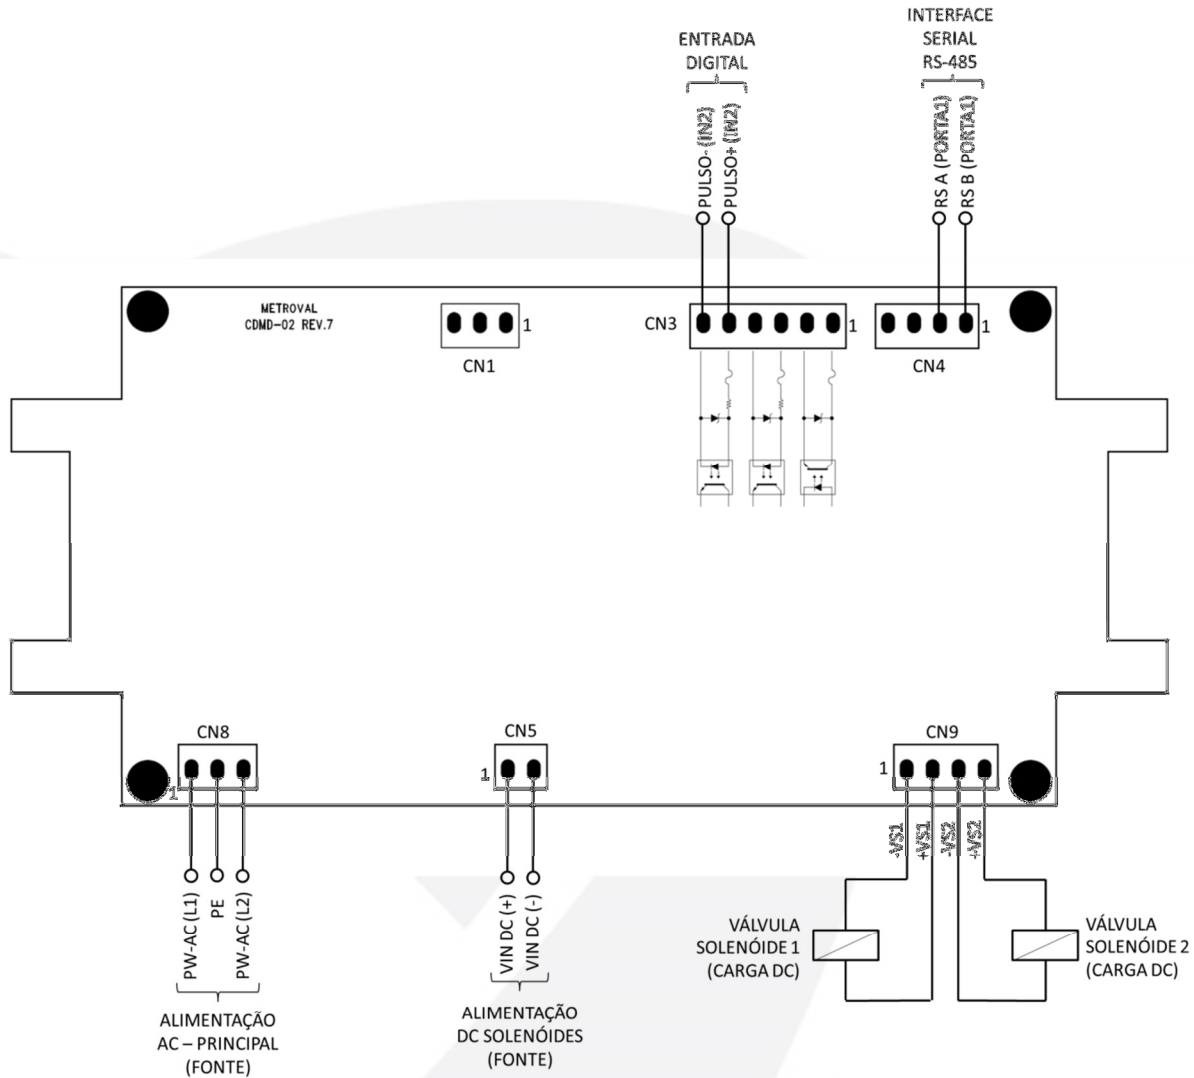 INTERFACE
SERIAL
RS-485
ENTRADA
DIGITAL
PULSO- (IN2)
PULSO+ (IN2)
RS A (PORTA1)
RS B (PORTA1)
METROVAL
CDMD-02 REV.7
1
CN1
CN3
1
1
CN4
CN8
1
CN5
1
CN9
1
-VS1
+VS1
-VS2
+VS2
PW-AC (L1)
PE
PW-AC (L2)
VIN DC (+)
VIN DC (-)
ALIMENTAÇÃO
AC – PRINCIPAL
(FONTE)
ALIMENTAÇÃO
DC SOLENÓIDES
(FONTE)
VÁLVULA
SOLENÓIDE 1
(CARGA DC)
VÁLVULA
SOLENÓIDE 2
(CARGA DC)